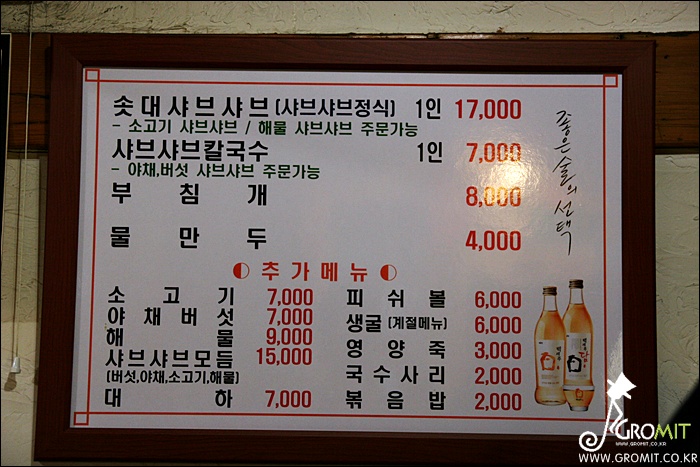 솟대샤브샤브 (샤브샤브정식) 1인 17,000
- 소고기 샤브샤브 / 해물 샤브샤브 주문가능
샤브샤브칼국수 1인 7,000
- 야채,버섯 샤브샤브 주문가능
부침개 8,000
물만두 4,000
좋은술의 선택
추가메뉴
소고기 7,000
야채버섯 7,000
해물 9,000
샤브샤브모듬 15,000
(버섯,야채,소고기,해물)
대하 7,000
피쉬볼 6,000
생굴 (계절메뉴) 6,000
영양죽 3,000
국수사리 2,000
볶음밥 2,000
GROMIT
WWW.GROMIT.CO.KR